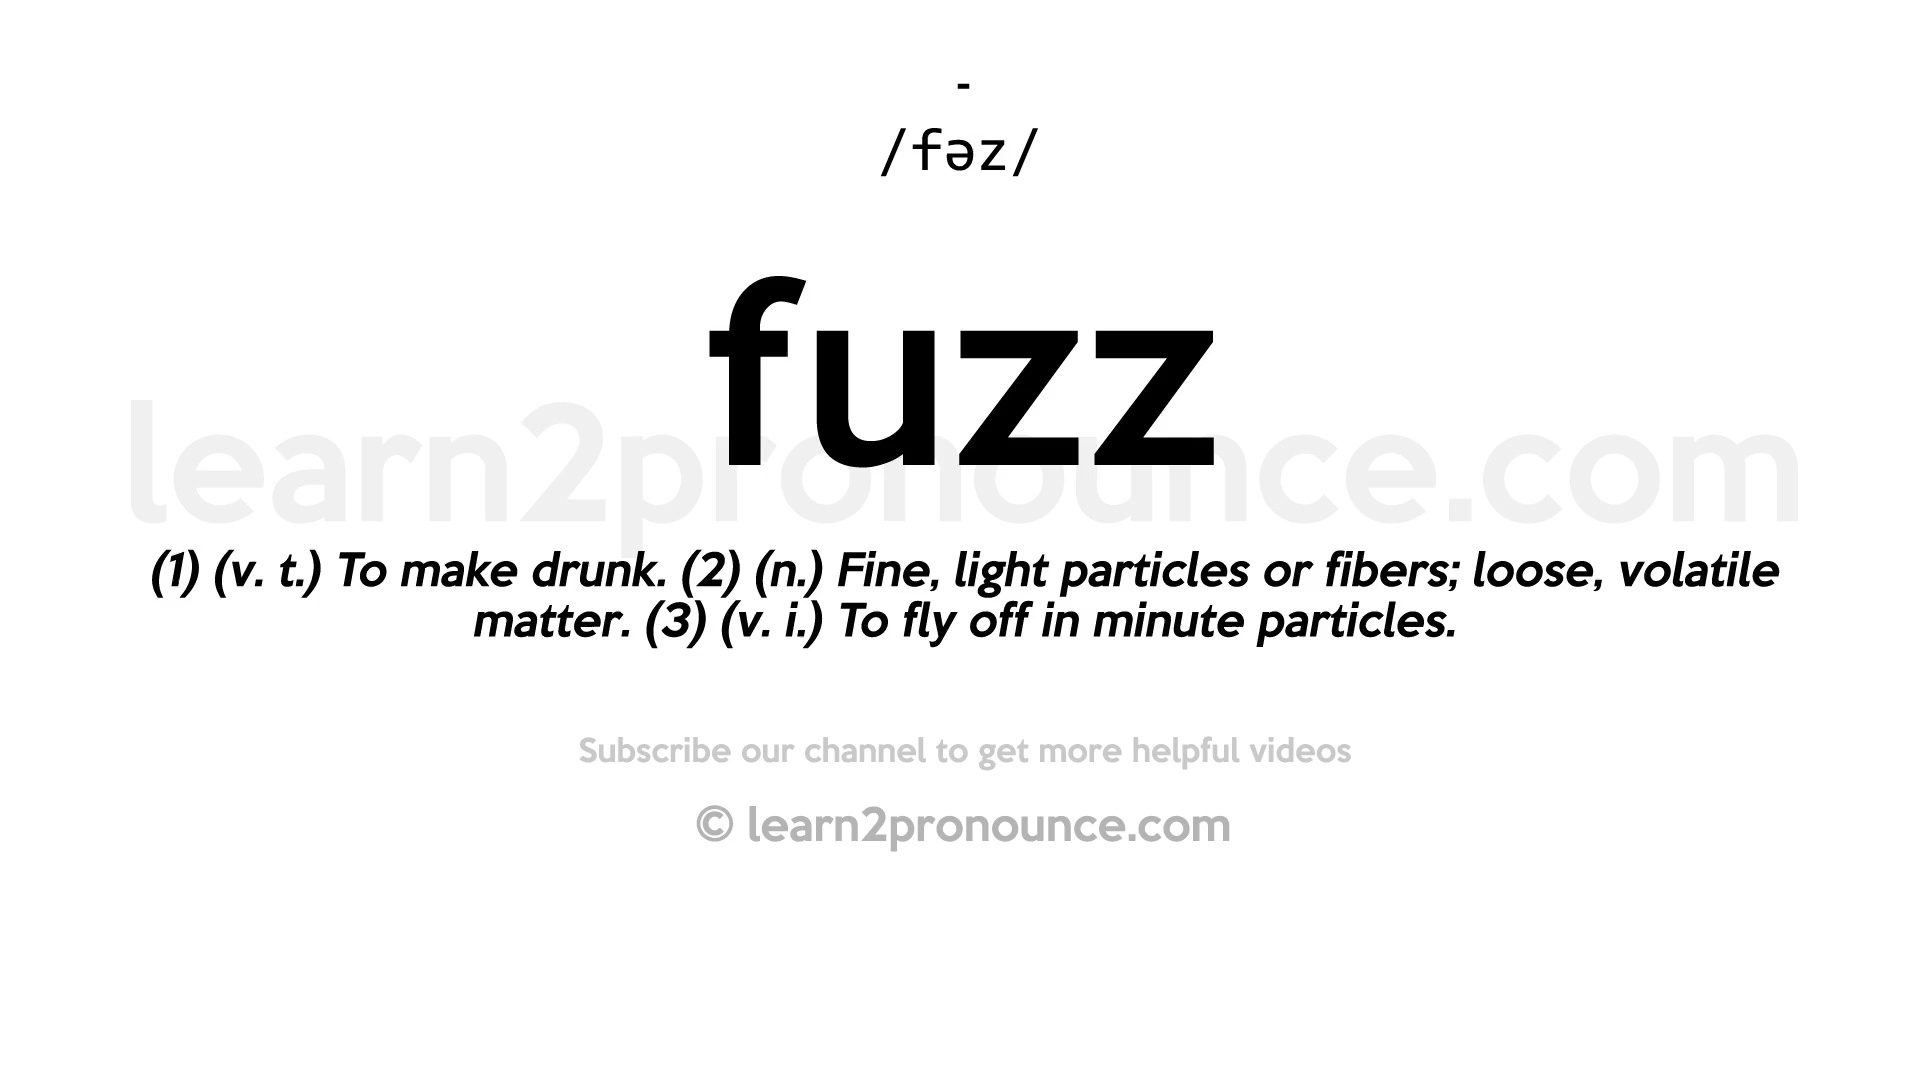 -
/fəz/
fuzz
learn2pronounce.com
(1) (v. t.) To make drunk. (2) (n.) Fine, light particles or fibers; loose, volatile
matter. (3) (v. i.) To fly off in minute particles.
Subscribe our channel to get more helpful videos
© learn2pronounce.com